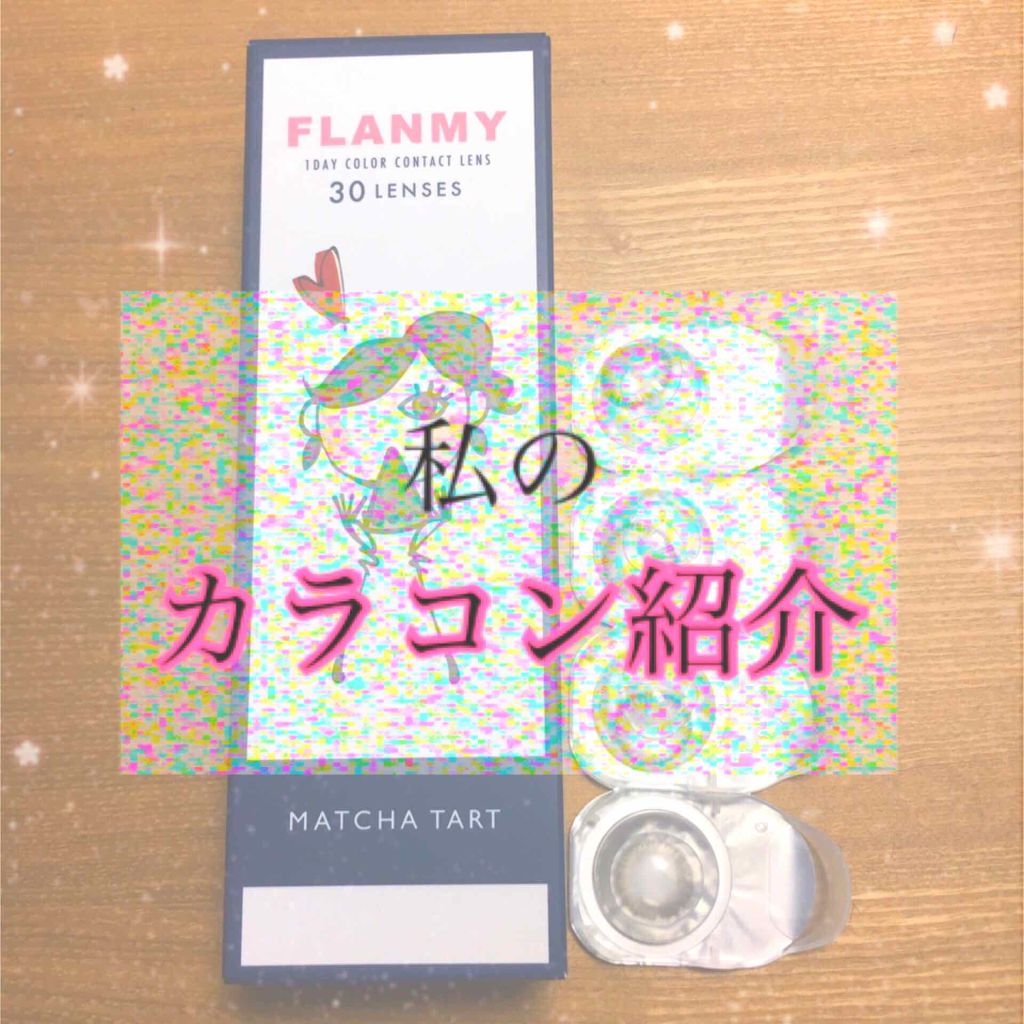 FLANMY
1DAY COLOR CONTACT LENS
30 LENSES
私の
カラコン紹介
MATCHA TART